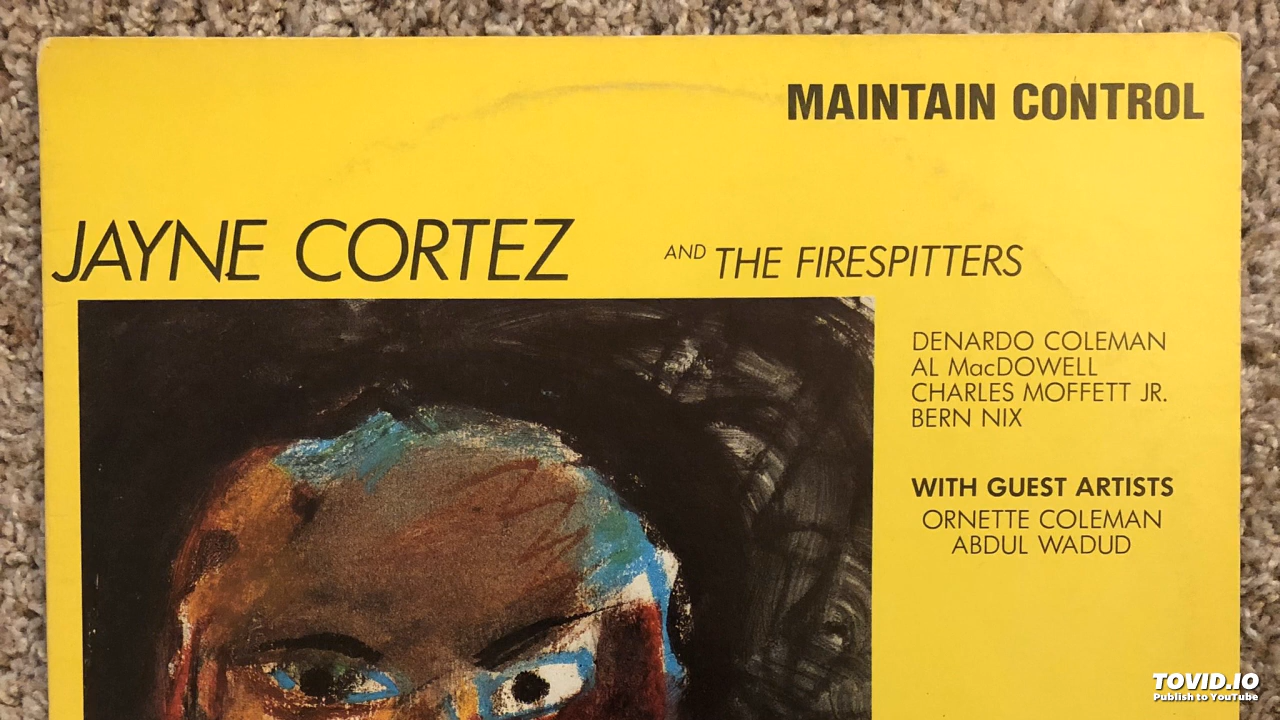 MAINTAIN CONTROL
JAYNE CORTEZ AND THE FIRESPITTERS
DENARDO COLEMAN
AL MacDOWELL
CHARLES MOFFETT JR.
BERN NIX
WITH GUEST ARTISTS
ORNETTE COLEMAN
ABDUL WADUD
TOVID.IO
Publish to YouTube